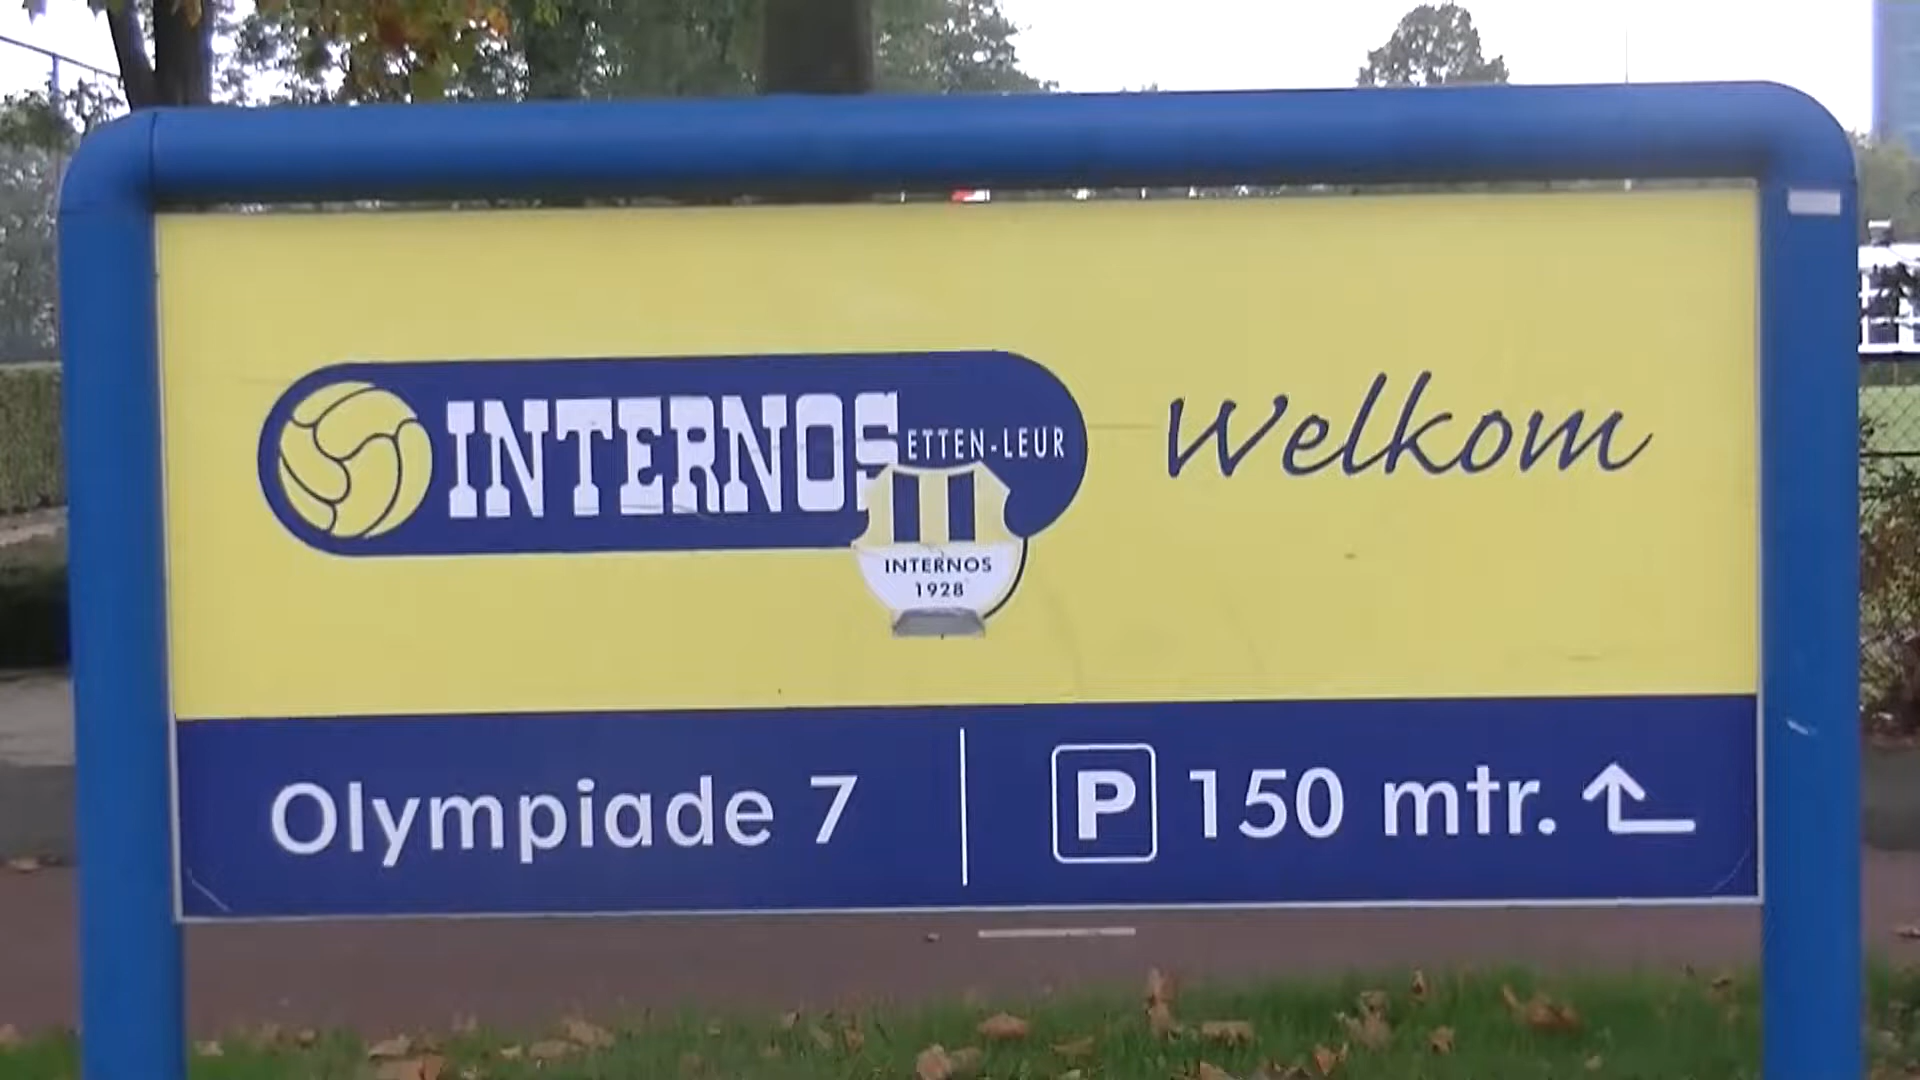 INTERNOS ETTEN-LEUR
Welkom
INTERNOS
1928
Olympiade 7
P 150 mtr.